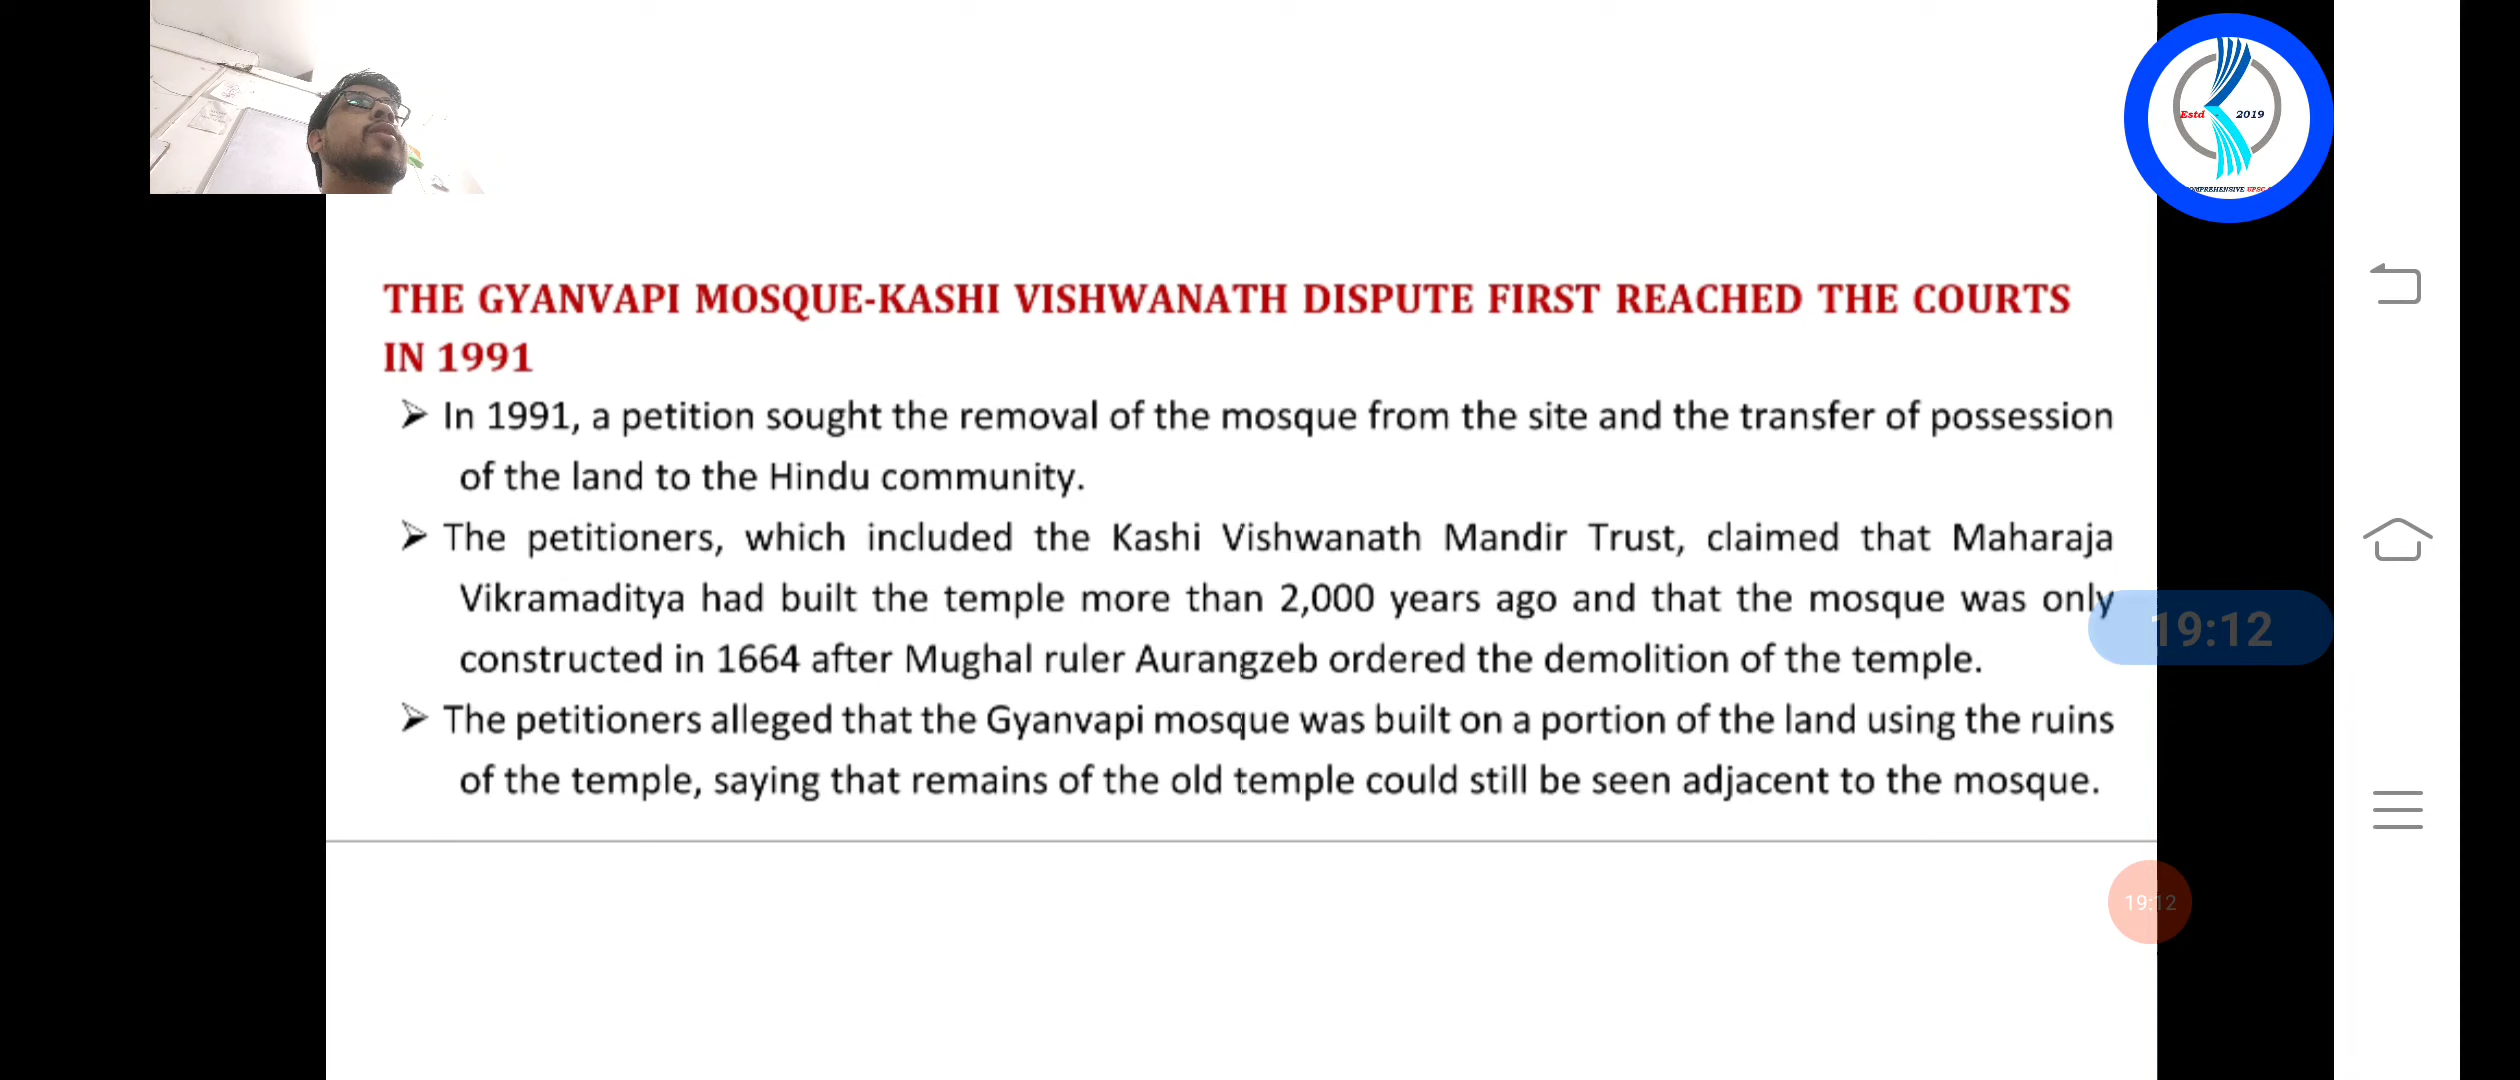 Estd 2019
COMPREHENSIVE UPSC
THE GYANVAPI MOSQUE-KASHI VISHWANATH DISPUTE FIRST REACHED THE COURTS
IN 1991
➢ In 1991, a petition sought the removal of the mosque from the site and the transfer of possession
of the land to the Hindu community.
➢ The petitioners, which included the Kashi Vishwanath Mandir Trust, claimed that Maharaja
Vikramaditya had built the temple more than 2,000 years ago and that the mosque was only
constructed in 1664 after Mughal ruler Aurangzeb ordered the demolition of the temple.
➢ The petitioners alleged that the Gyanvapi mosque was built on a portion of the land using the ruins
of the temple, saying that remains of the old temple could still be seen adjacent to the mosque.
19:12
19:12